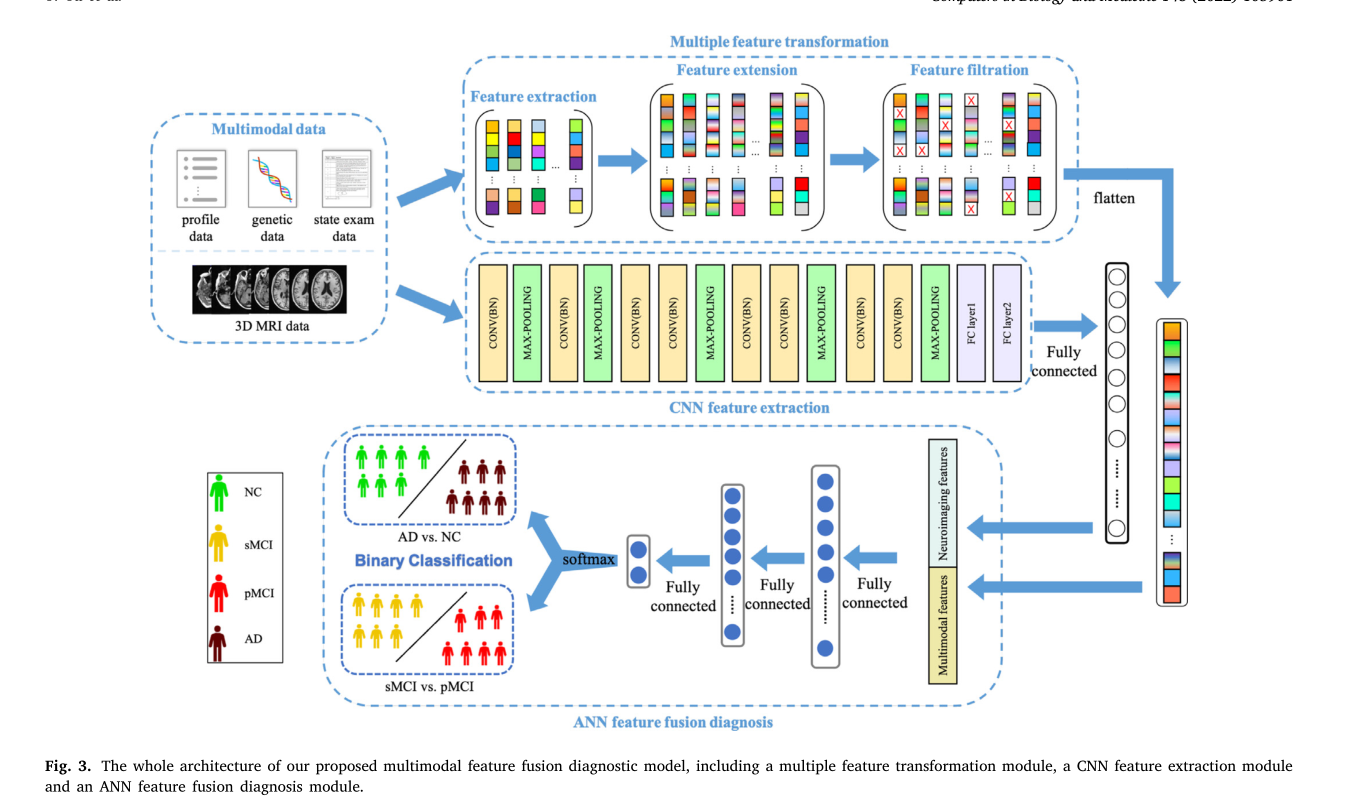 Multiple feature transformation
Feature extraction
Feature extension
Feature filtration
Multimodal data
profile data
genetic data
state exam data
3D MRI data
flatten
CONV(BN)
MAX-POOLING
CONV(BN)
MAX-POOLING
CONV(BN)
CONV(BN)
MAX-POOLING
CONV(BN)
CONV(BN)
MAX-POOLING
CONV(BN)
CONV(BN)
MAX-POOLING
FC layer1
FC layer2
Fully connected
CNN feature extraction
NC
sMCI
pMCI
AD
AD vs. NC
Binary Classification
sMCI vs. pMCI
softmax
Fully connected
Fully connected
Fully connected
Neuroimaging features
Multimodal features
ANN feature fusion diagnosis
Fig. 3. The whole architecture of our proposed multimodal feature fusion diagnostic model, including a multiple feature transformation module, a CNN feature extraction module
and an ANN feature fusion diagnosis module.